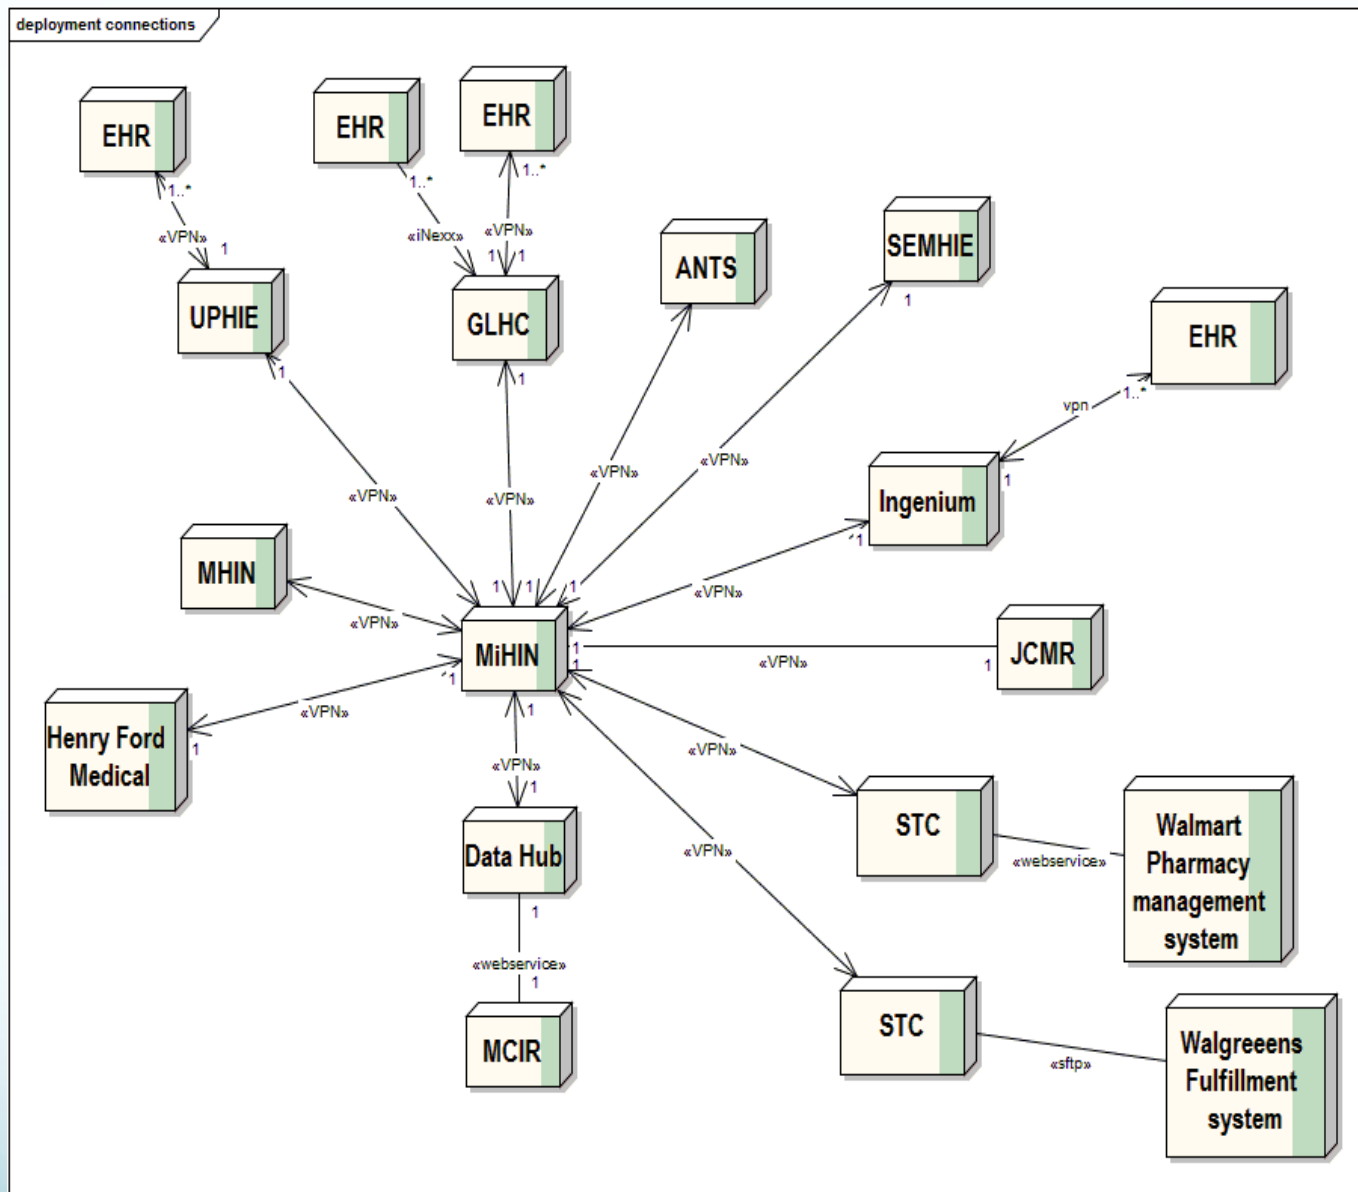 deployment connections
EHR
EHR
EHR
1..*
1..*
1..*
«VPN»
1
«iNexx»
«VPN»
1
1
UPHIE
GLHC
ANTS
SEMHIE
EHR
1
1
1
1..*
vpn
1
Ingenium
«VPN»
«VPN»
«VPN»
«VPN»
1
MHIN
«VPN»
«VPN»
1
1
1
MiHIN
1
1
1
«VPN»
1
JCMR
Henry Ford
Medical
1
«VPN»
1
«VPN»
1
«VPN»
«VPN»
1
Data Hub
1
«webservice»
1
MCIR
STC
«webservice»
Walmart
Pharmacy
management
system
STC
«sftp»
Walgreeens
Fulfillment
system